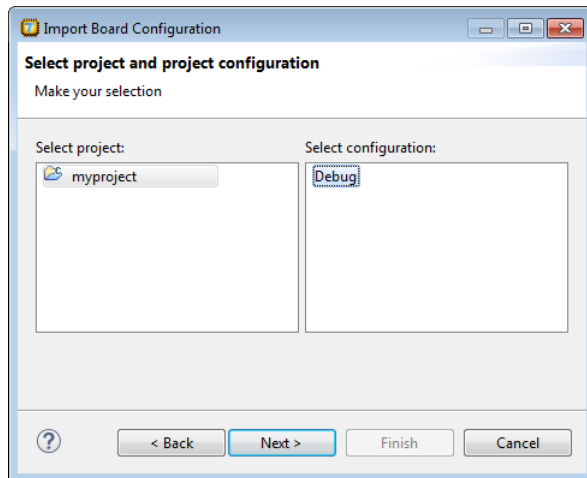 Import Board Configuration
Select project and project configuration
Make your selection
Select project:
Select configuration:
myproject
Debug
?
< Back
Next >
Finish
Cancel